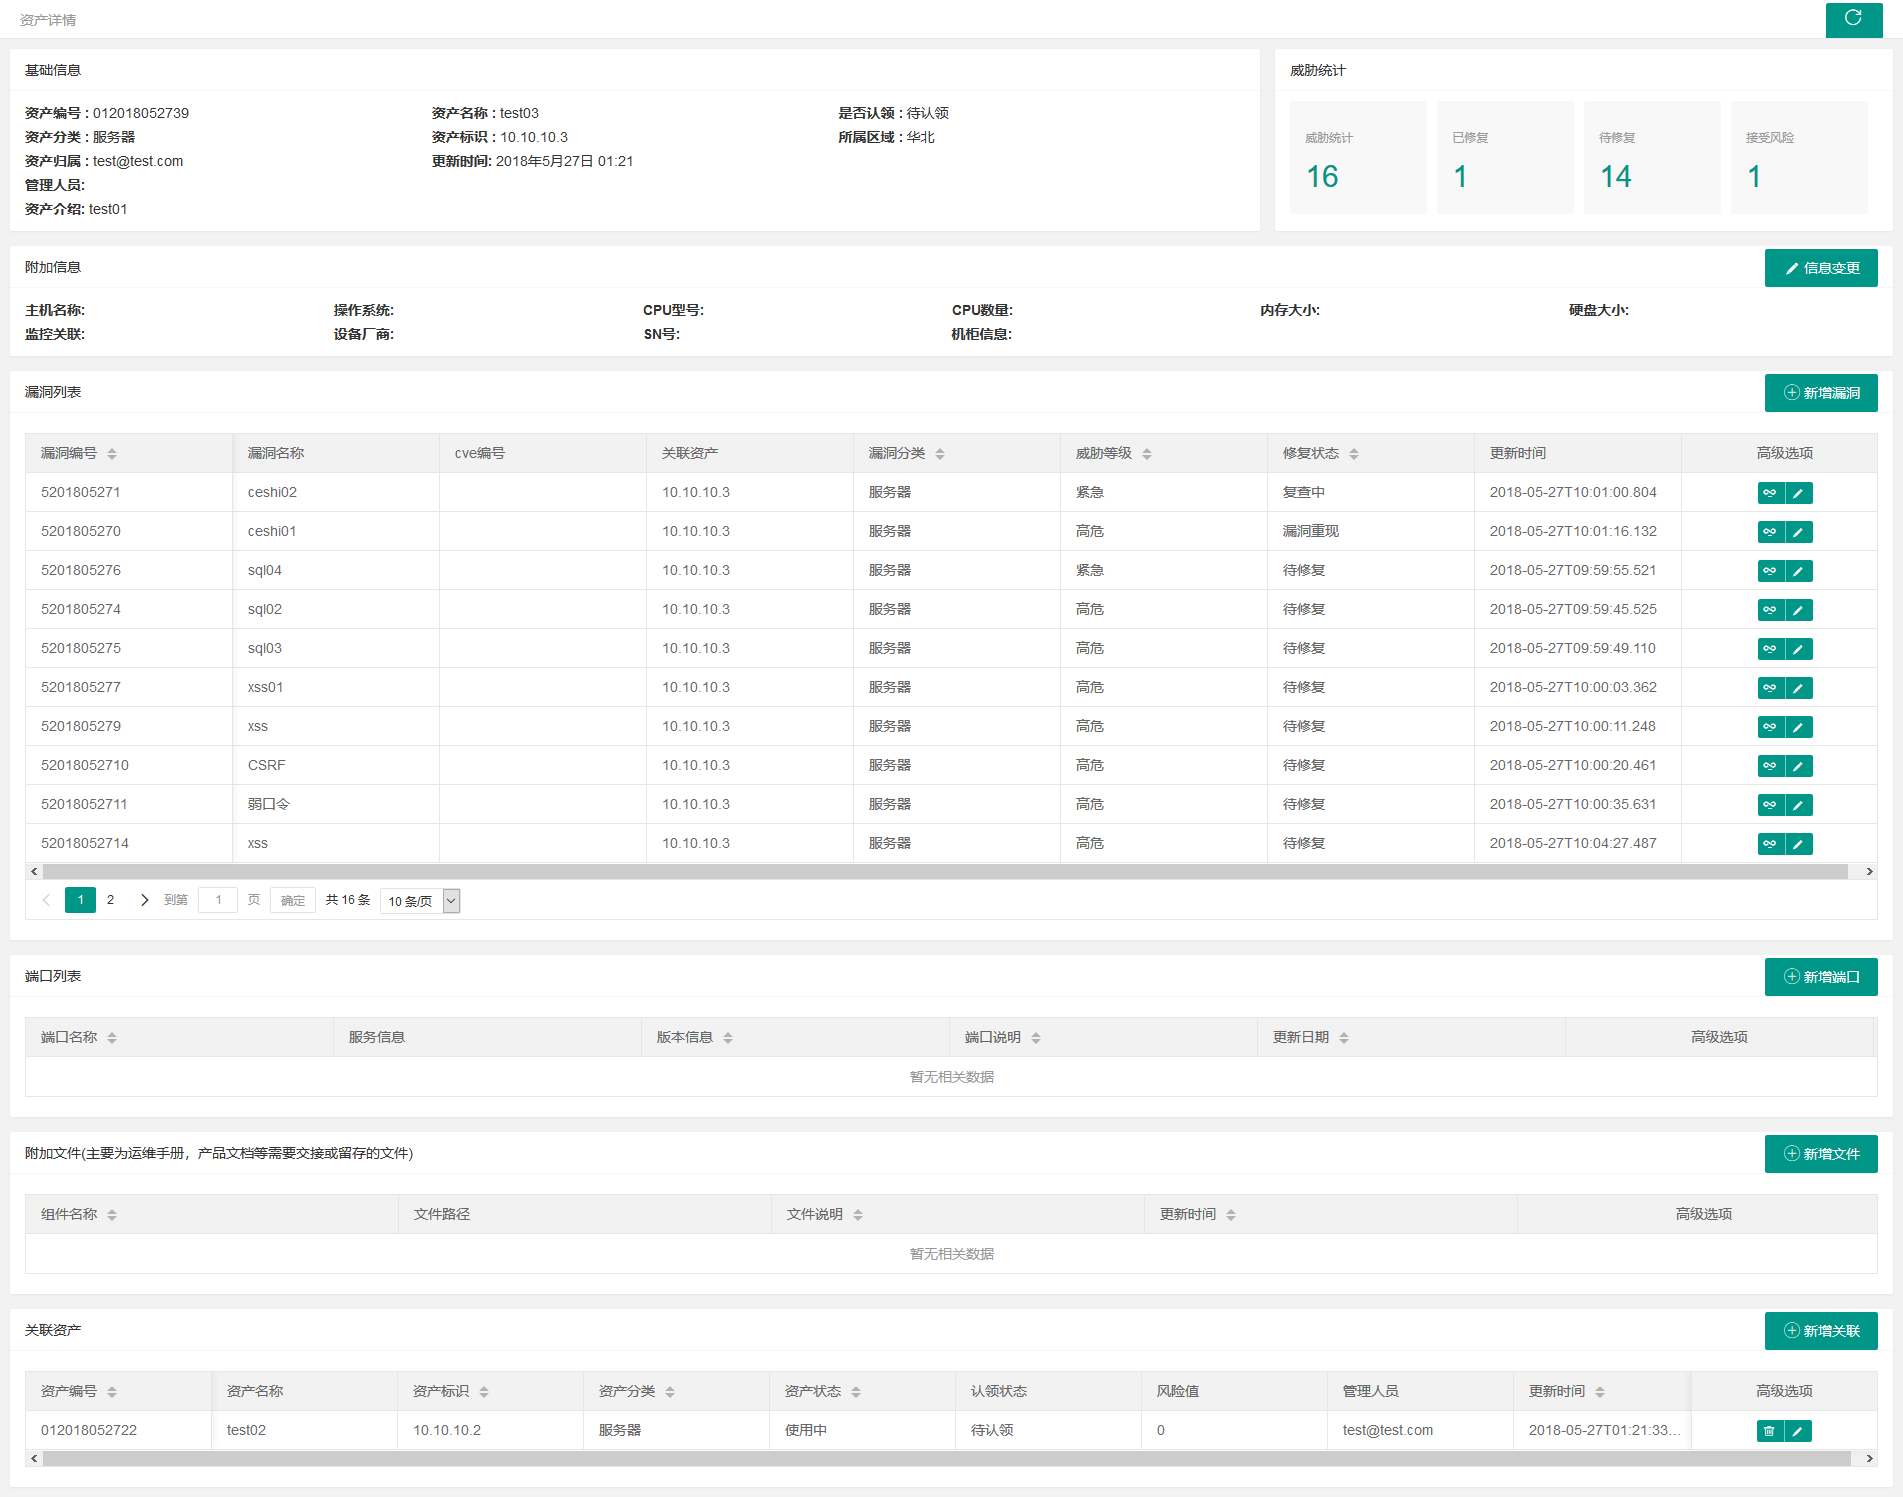 资产详情
基础信息
资产编号 : 012018052739
资产名称 : test03
是否认领 : 待认领
资产分类 : 服务器
资产标识 : 10.10.10.3
所属区域 : 华北
资产归属 : test@test.com
更新时间: 2018年5月27日 01:21
管理人员:
资产介绍: test01
威胁统计
威胁统计 已修复 待修复 接受风险
16 1 14 1
附加信息
信息变更
主机名称: 操作系统: CPU型号: CPU数量: 内存大小: 硬盘大小:
监控关联: 设备厂商: SN号: 机柜信息:
漏洞列表
新增漏洞
漏洞编号 漏洞名称 cve编号 关联资产 漏洞分类 威胁等级 修复状态 更新时间 高级选项
5201805271 ceshi02 10.10.10.3 服务器 紧急 复查中 2018-05-27T10:01:00.804
5201805270 ceshi01 10.10.10.3 服务器 高危 漏洞重现 2018-05-27T10:01:16.132
5201805276 sql04 10.10.10.3 服务器 紧急 待修复 2018-05-27T09:59:55.521
5201805274 sql02 10.10.10.3 服务器 高危 待修复 2018-05-27T09:59:45.525
5201805275 sql03 10.10.10.3 服务器 高危 待修复 2018-05-27T09:59:49.110
5201805277 xss01 10.10.10.3 服务器 高危 待修复 2018-05-27T10:00:03.362
5201805279 xss 10.10.10.3 服务器 高危 待修复 2018-05-27T10:00:11.248
52018052710 CSRF 10.10.10.3 服务器 高危 待修复 2018-05-27T10:00:20.461
52018052711 弱口令 10.10.10.3 服务器 高危 待修复 2018-05-27T10:00:35.631
52018052714 xss 10.10.10.3 服务器 高危 待修复 2018-05-27T10:04:27.487
1 2 到第 1 页 确定 共 16 条 10 条/页
端口列表
新增端口
端口名称 服务信息 版本信息 端口说明 更新日期 高级选项
暂无相关数据
附加文件(主要为运维手册，产品文档等需要交接或留存的文件)
新增文件
组件名称 文件路径 文件说明 更新时间 高级选项
暂无相关数据
关联资产
新增关联
资产编号 资产名称 资产标识 资产分类 资产状态 认领状态 风险值 管理人员 更新时间 高级选项
012018052722 test02 10.10.10.2 服务器 使用中 待认领 0 test@test.com 2018-05-27T01:21:33...